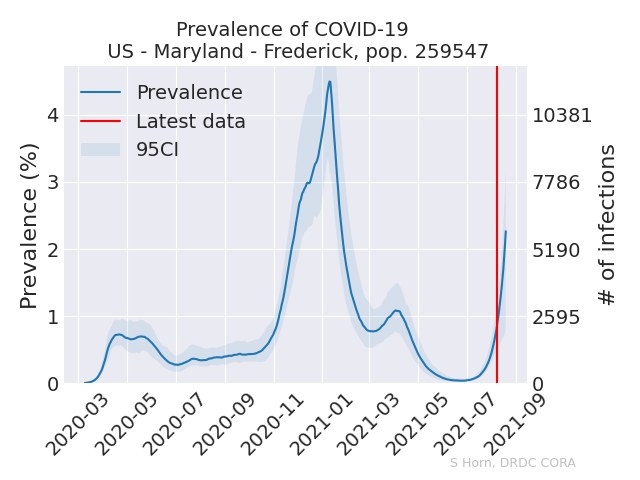 Prevalence of COVID-19
US - Maryland - Frederick, pop. 259547
Prevalence
Latest data
95CI
Prevalence (%)
4
3
2
1
0
10381
7786
5190
2595
0
# of infections
2020-03
2020-05
2020-07
2020-09
2020-11
2021-01
2021-03
2021-05
2021-07
2021-09
S Horn, DRDC CORA